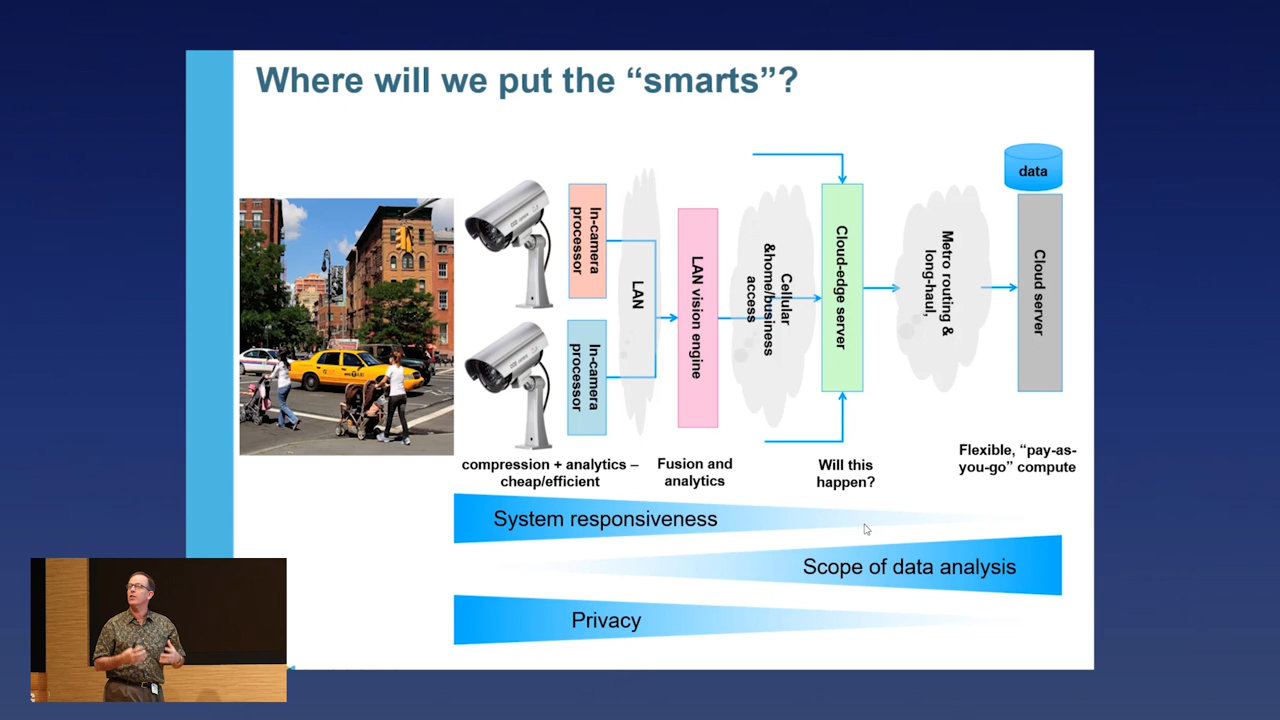 Where will we put the “smarts”?
In-camera
processor
In-camera
processor
LAN
LAN vision engine
Cellular
&home/business
access
Cloud-edge server
Metro routing &
long-haul,
data
Cloud server
compression + analytics –
cheap/efficient
Fusion and
analytics
Will this
happen?
Flexible, “pay-as-
you-go” compute
System responsiveness
Scope of data analysis
Privacy